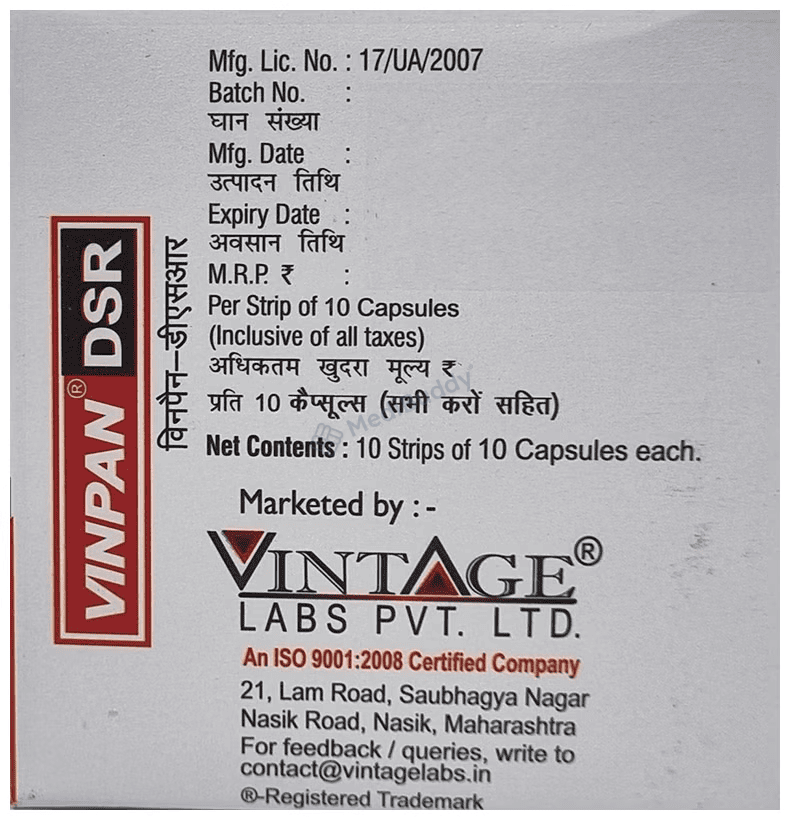 Mfg. Lic. No. : 17/UA/2007
Batch No. :
घान संख्या
Mfg. Date :
उत्पादन तिथि
Expiry Date :
अवसान तिथि
M.R.P. ₹ :
Per Strip of 10 Capsules
(Inclusive of all taxes)
अधिकतम खुदरा मूल्य ₹
प्रति 10 कैप्सूल्स (सभी करों सहित)
Net Contents : 10 Strips of 10 Capsules each.
VINPAN® DSR
विनपैन-डीएसआर
Marketed by :-
VINTAGE®
LABS PVT. LTD.
An ISO 9001:2008 Certified Company
21, Lam Road, Saubhagya Nagar
Nasik Road, Nasik, Maharashtra
For feedback / queries, write to
contact@vintagelabs.in
®-Registered Trademark